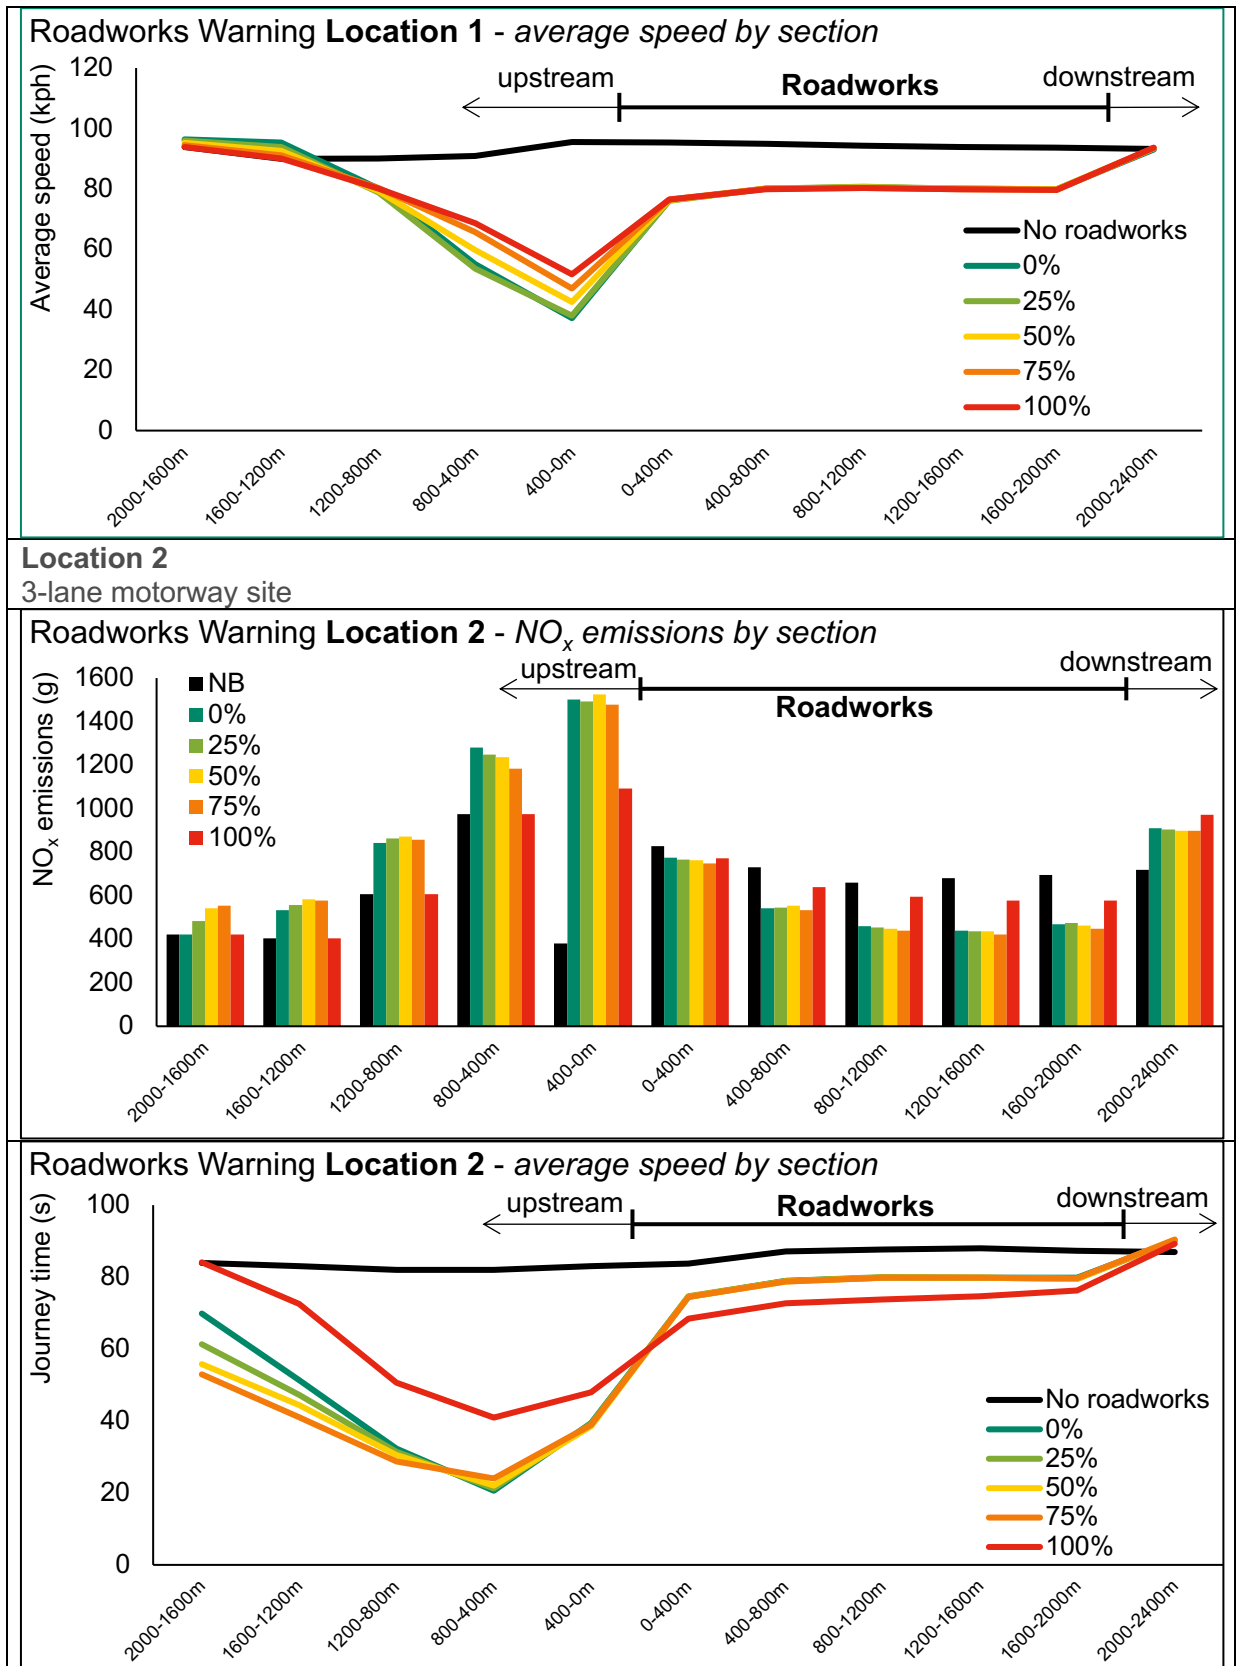 Roadworks Warning Location 1 - average speed by section
Average speed (kph)
120
100
80
60
40
20
0
upstream
Roadworks
downstream
No roadworks
0%
25%
50%
75%
100%
2000-1600m
1600-1200m
1200-800m
800-400m
400-0m
0-400m
400-800m
800-1200m
1200-1600m
1600-2000m
2000-2400m
Location 2
3-lane motorway site
Roadworks Warning Location 2 - NOx emissions by section
NOx emissions (g)
1600
1400
1200
1000
800
600
400
200
0
NB
0%
25%
50%
75%
100%
upstream
Roadworks
downstream
2000-1600m
1600-1200m
1200-800m
800-400m
400-0m
0-400m
400-800m
800-1200m
1200-1600m
1600-2000m
2000-2400m
Roadworks Warning Location 2 - average speed by section
Journey time (s)
100
80
60
40
20
0
upstream
Roadworks
downstream
No roadworks
0%
25%
50%
75%
100%
2000-1600m
1600-1200m
1200-800m
800-400m
400-0m
0-400m
400-800m
800-1200m
1200-1600m
1600-2000m
2000-2400m